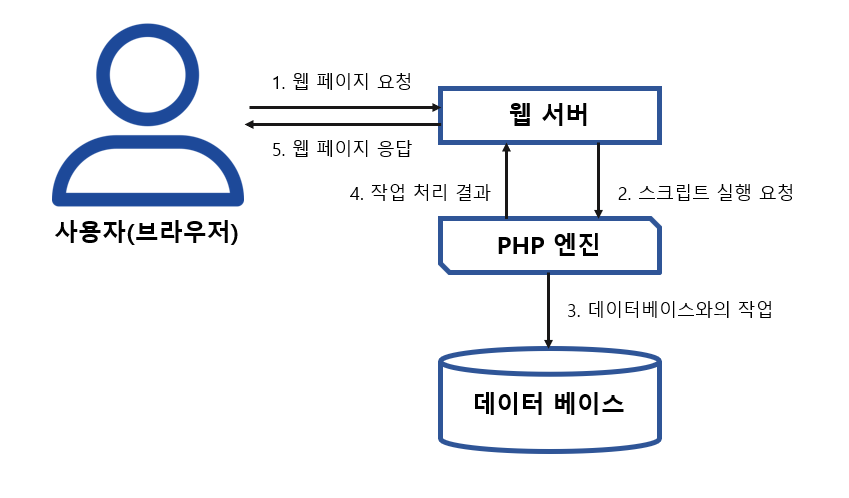 1. 웹 페이지 요청
웹 서버
5. 웹 페이지 응답
4. 작업 처리 결과
2. 스크립트 실행 요청
사용자(브라우저)
PHP 엔진
3. 데이터베이스와의 작업
데이터 베이스